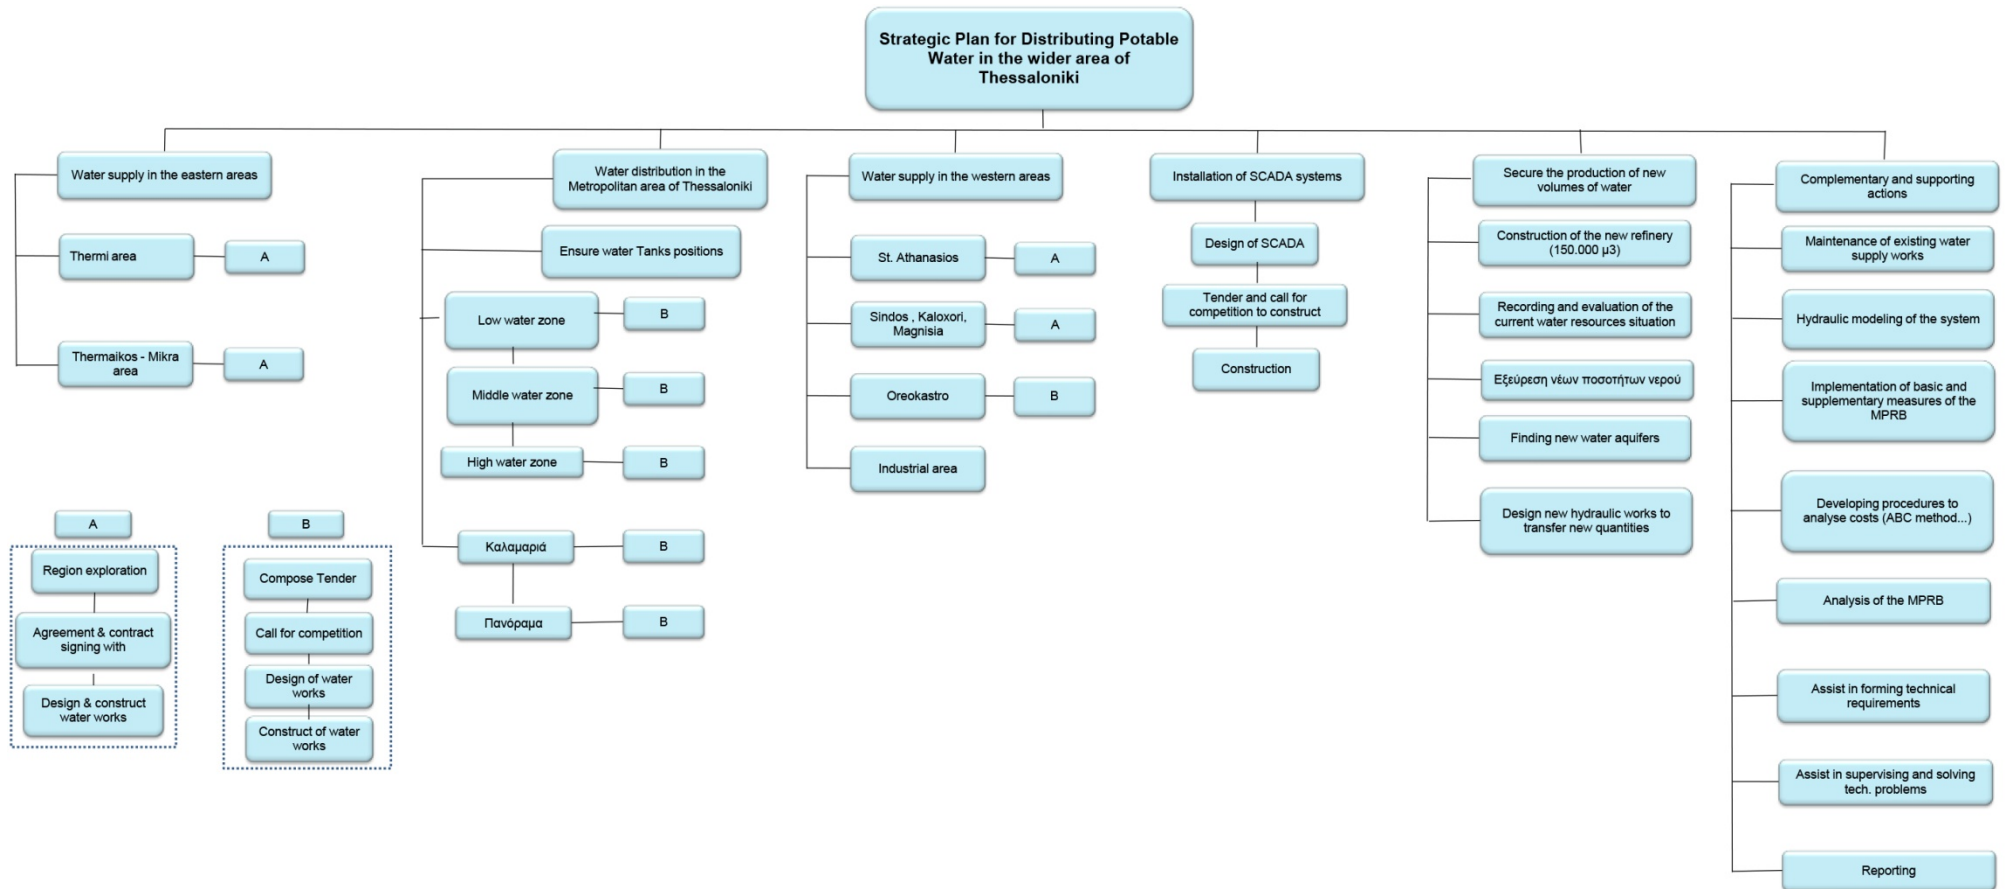 Strategic Plan for Distributing Potable
Water in the wider area of
Thessaloniki
Water supply in the eastern areas
Thermi area
A
Thermaikos - Mikra
area
A
Water distribution in the
Metropolitan area of Thessaloniki
Ensure water Tanks positions
Low water zone
B
Middle water zone
B
High water zone
B
Καλαμαριά
B
Πανόραμα
B
Water supply in the western areas
St. Athanasios
A
Sindos , Kaloxori,
Magnisia
A
Oreokastro
B
Industrial area
Installation of SCADA systems
Design of SCADA
Tender and call for
competition to construct
Construction
Secure the production of new
volumes of water
Construction of the new refinery
(150.000 μ3)
Recording and evaluation of the
current water resources situation
Εξεύρεση νέων ποσοτήτων νερού
Finding new water aquifers
Design new hydraulic works to
transfer new quantities
Complementary and supporting
actions
Maintenance of existing water
supply works
Hydraulic modeling of the system
Implementation of basic and
supplementary measures of the
MPRB
Developing procedures to
analyse costs (ABC method...)
Analysis of the MPRB
Assist in forming technical
requirements
Assist in supervising and solving
tech. problems
Reporting
A
Region exploration
Agreement & contract
signing with
Design & construct
water works
B
Compose Tender
Call for competition
Design of water
works
Construct of water
works